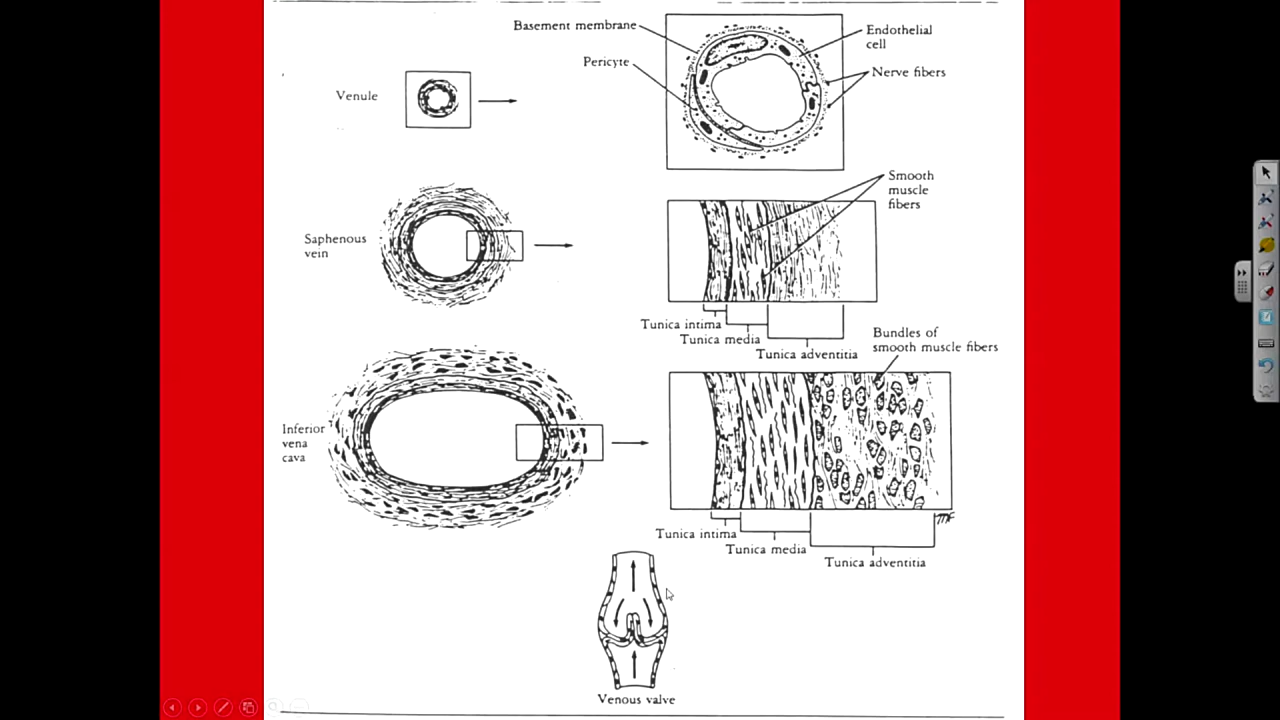 Basement membrane
Endothelial
cell
Pericyte
Nerve fibers
Venule
Smooth
muscle
fibers
Saphenous
vein
Tunica intima
Tunica media
Tunica adventitia
Bundles of
smooth muscle fibers
Inferior
vena
cava
Tunica intima
Tunica media
Tunica adventitia
Venous valve